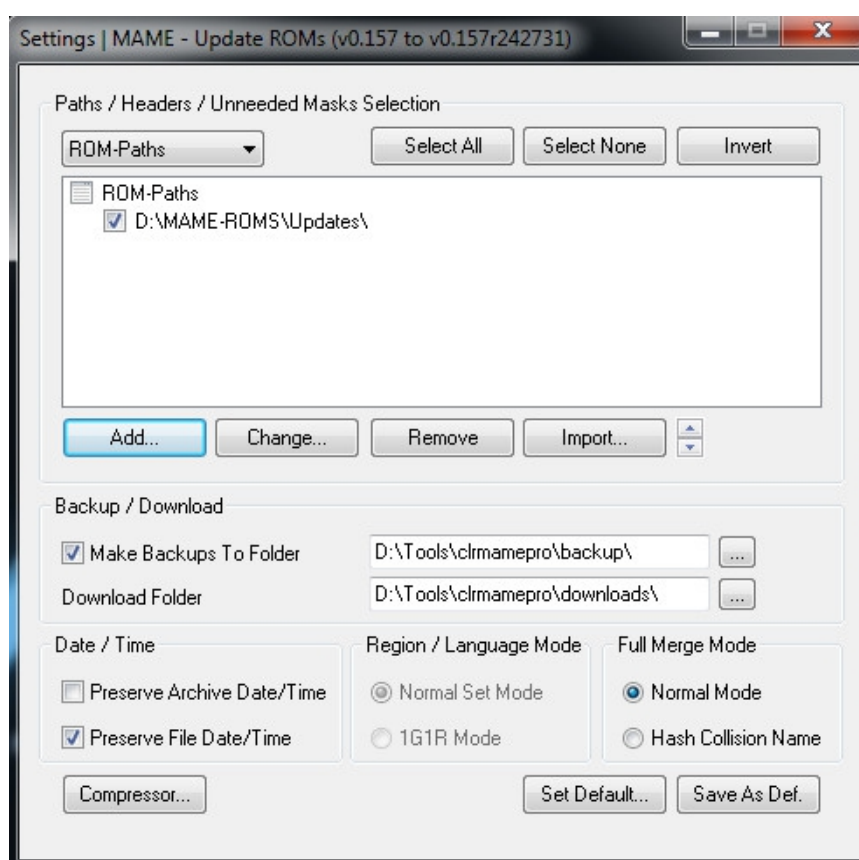 Settings | MAME - Update ROMs (v0.157 to v0.157r242731)
Paths / Headers / Unneeded Masks Selection
ROM-Paths
Select All
Select None
Invert
ROM-Paths
D:\MAME-ROMS\Updates\
Add...
Change...
Remove
Import...
Backup / Download
Make Backups To Folder
D:\Tools\clrmamepro\backup\
...
Download Folder
D:\Tools\clrmamepro\downloads\
...
Date / Time
Region / Language Mode
Full Merge Mode
Preserve Archive Date/Time
Normal Set Mode
Normal Mode
Preserve File Date/Time
1G1R Mode
Hash Collision Name
Compressor...
Set Default...
Save As Def.